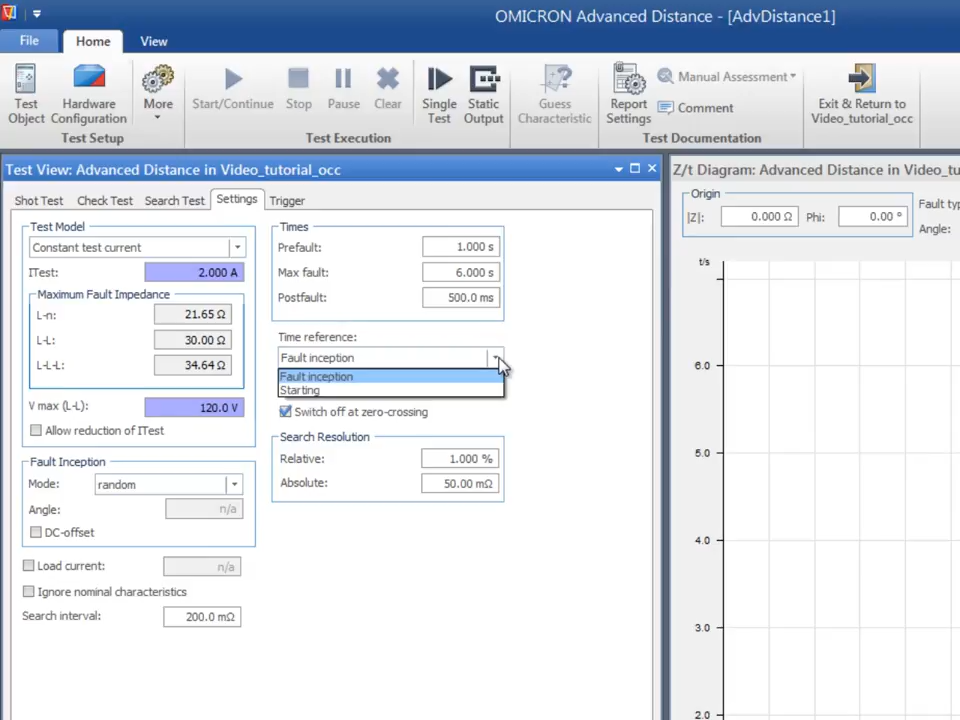 OMICRON Advanced Distance - [AdvDistance1]
File Home View
Test Object
Hardware Configuration
More
Start/Continue
Stop
Pause
Clear
Single Test
Static Output
Guess Characteristic
Report Settings
Manual Assessment
Comment
Exit & Return to Video_tutorial_occ
Test Setup
Test Execution
Test Documentation
Test View: Advanced Distance in Video_tutorial_occ
Shot Test Check Test Search Test Settings Trigger
Test Model
Constant test current
ITest: 2.000 A
Maximum Fault Impedance
L-n: 21.65 Ω
L-L: 30.00 Ω
L-L-L: 34.64 Ω
V max (L-L): 120.0 V
Allow reduction of ITest
Fault Inception
Mode: random
Angle: n/a
DC-offset
Load current: n/a
Ignore nominal characteristics
Search interval: 200.0 mΩ
Times
Prefault: 1.000 s
Max fault: 6.000 s
Postfault: 500.0 ms
Time reference:
Fault inception
Fault inception
Starting
Switch off at zero-crossing
Search Resolution
Relative: 1.000 %
Absolute: 50.00 mΩ
Z/t Diagram: Advanced Distance in Video_tu
Origin
|Z|: 0.000 Ω Phi: 0.00 °
Fault typ
Angle:
t/s
6.0
5.0
4.0
3.0
2.0